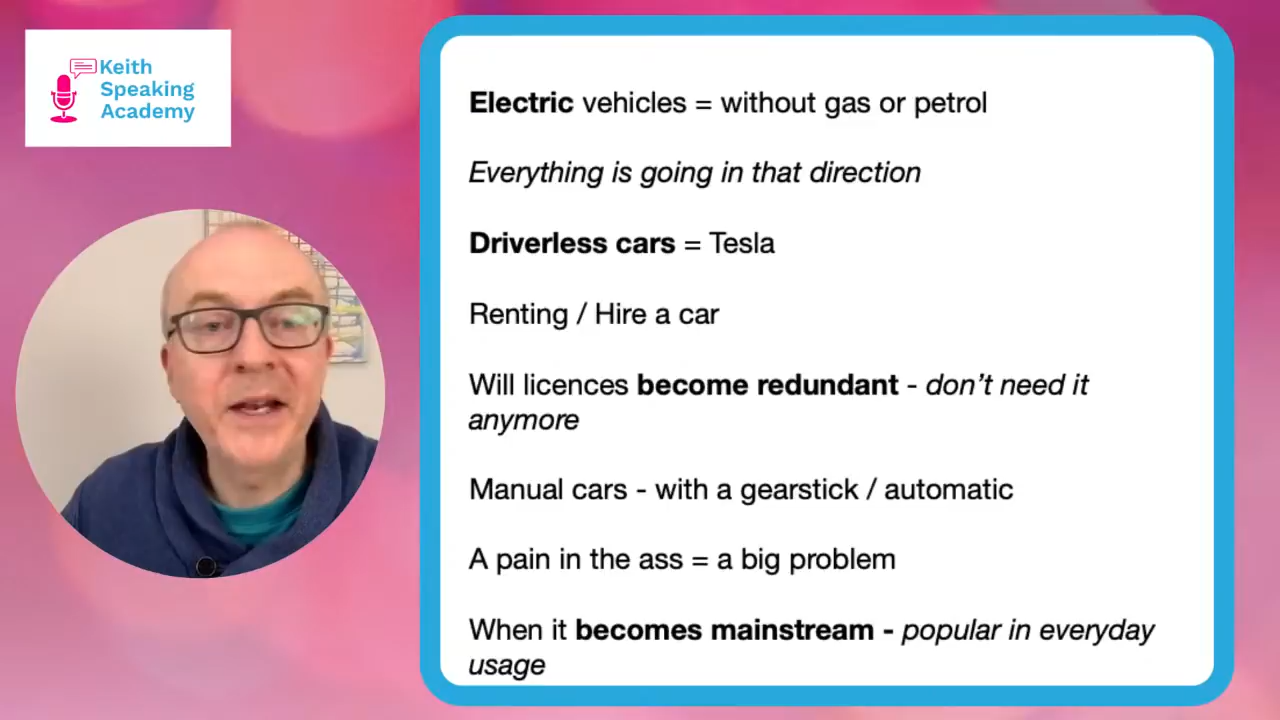 Keith
Speaking
Academy
Electric vehicles = without gas or petrol
Everything is going in that direction
Driverless cars = Tesla
Renting / Hire a car
Will licences become redundant - don’t need it
anymore
Manual cars - with a gearstick / automatic
A pain in the ass = a big problem
When it becomes mainstream - popular in everyday
usage